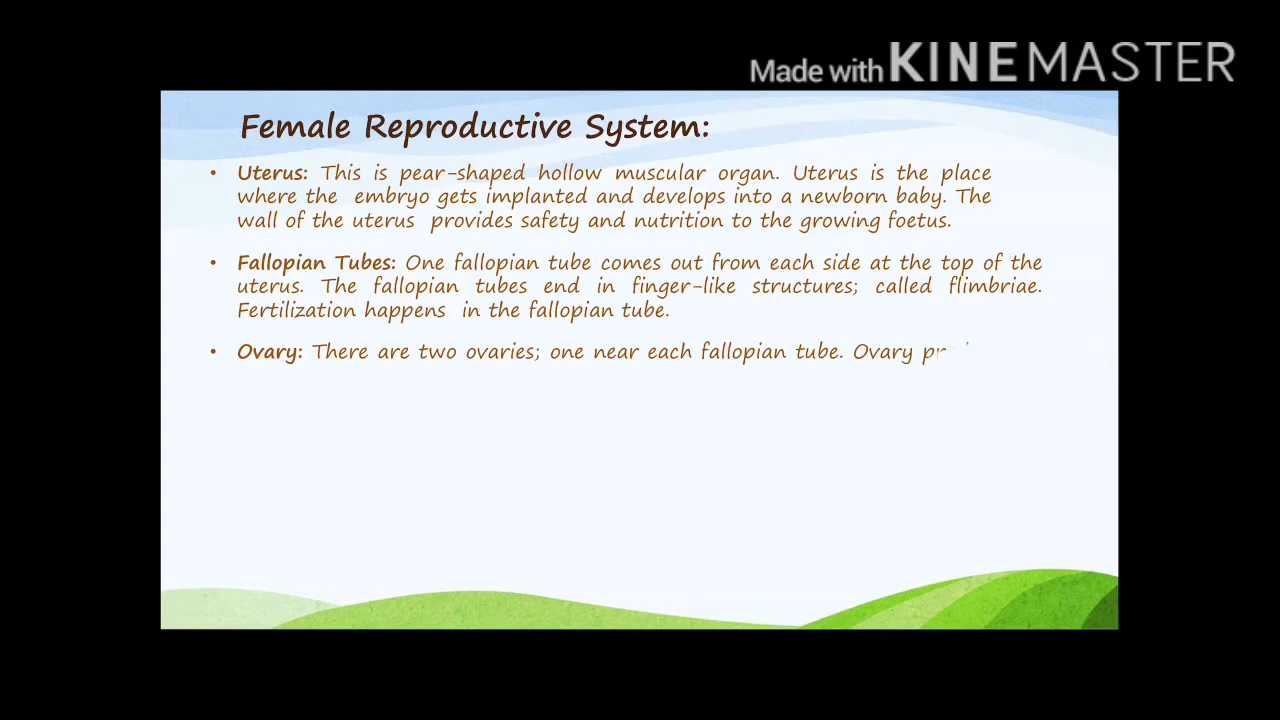 Made with KINEMASTER
Female Reproductive System:
• Uterus: This is pear-shaped hollow muscular organ. Uterus is the place
where the embryo gets implanted and develops into a newborn baby. The
wall of the uterus provides safety and nutrition to the growing foetus.
• Fallopian Tubes: One fallopian tube comes out from each side at the top of the
uterus. The fallopian tubes end in finger-like structures; called flimbriae.
Fertilization happens in the fallopian tube.
• Ovary: There are two ovaries; one near each fallopian tube. Ovary